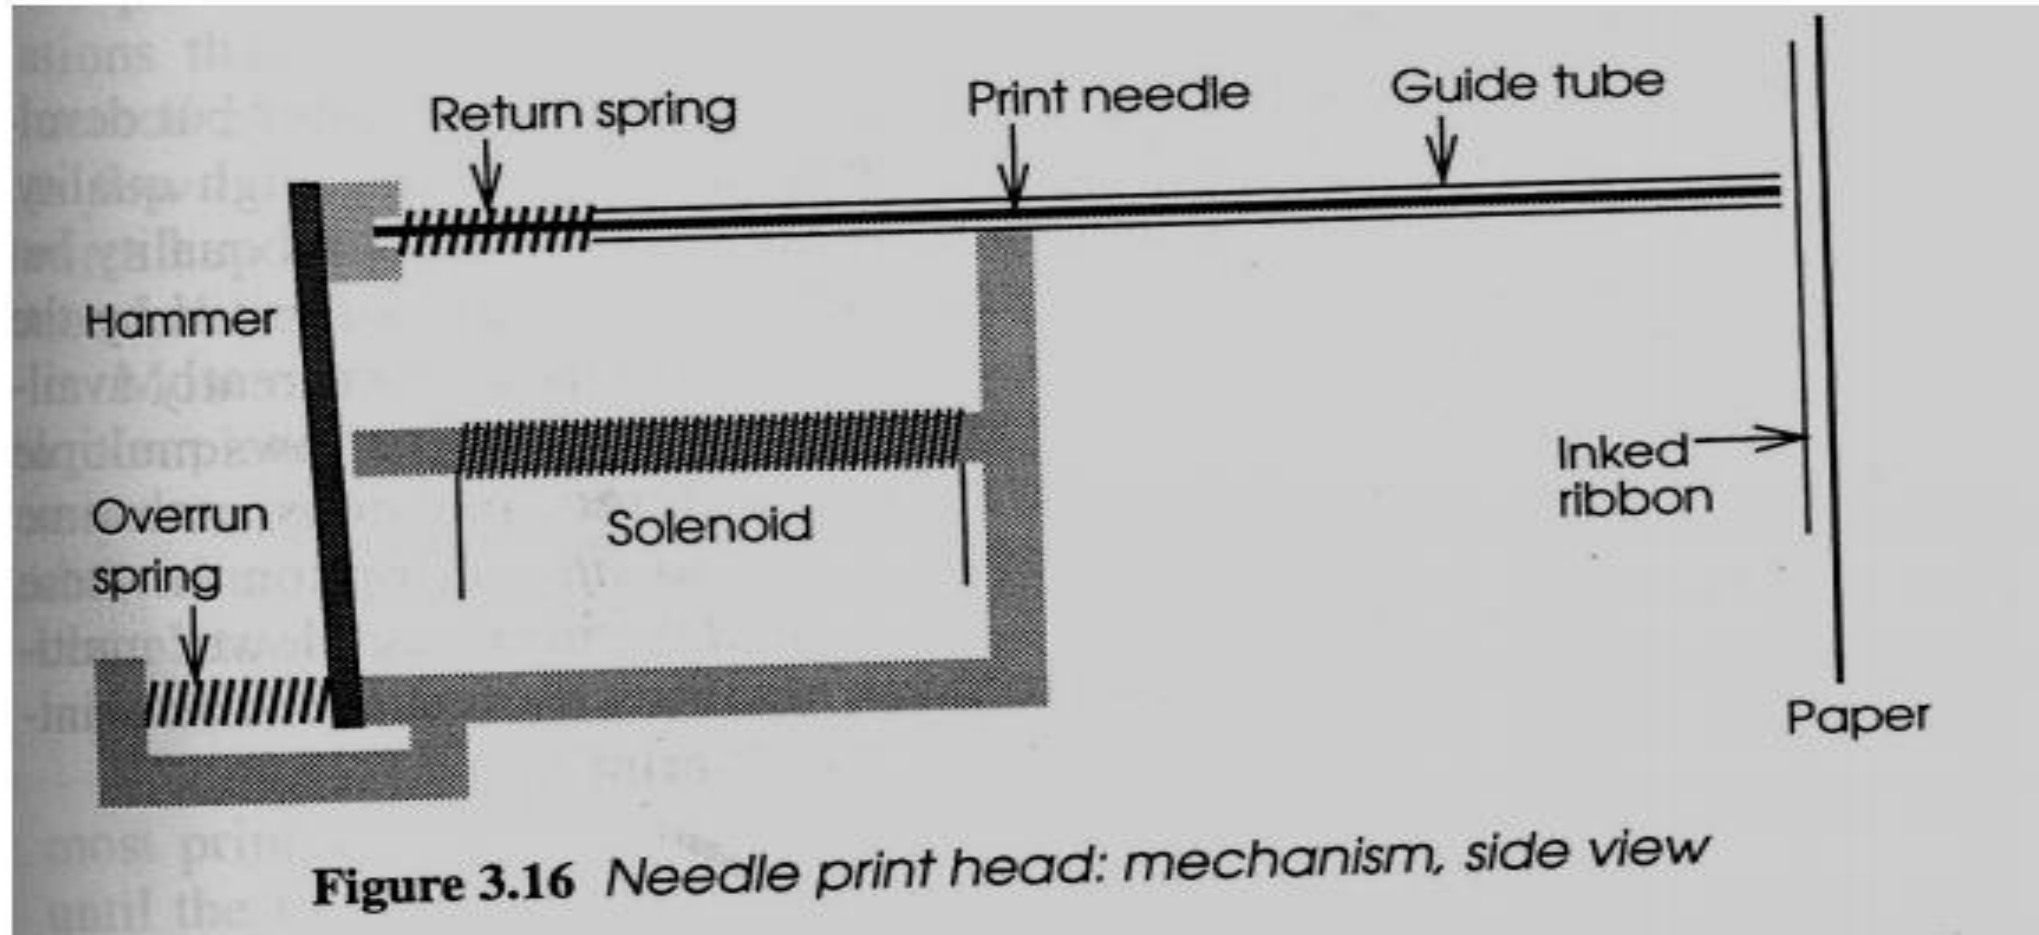 Return spring
Print needle
Guide tube
Hammer
Overrun
spring
Solenoid
Inked
ribbon
Paper
Figure 3.16 Needle print head: mechanism, side view